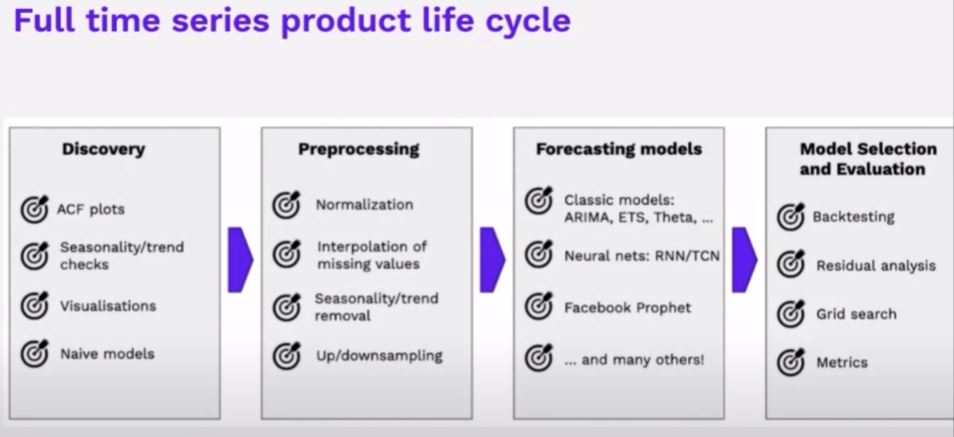 Full time series product life cycle
Discovery
ACF plots
Seasonality/trend
checks
Visualisations
Naive models
Preprocessing
Normalization
Interpolation of
missing values
Seasonality/trend
removal
Up/downsampling
Forecasting models
Classic models:
ARIMA, ETS, Theta, ...
Neural nets: RNN/TCN
Facebook Prophet
... and many others!
Model Selection
and Evaluation
Backtesting
Residual analysis
Grid search
Metrics